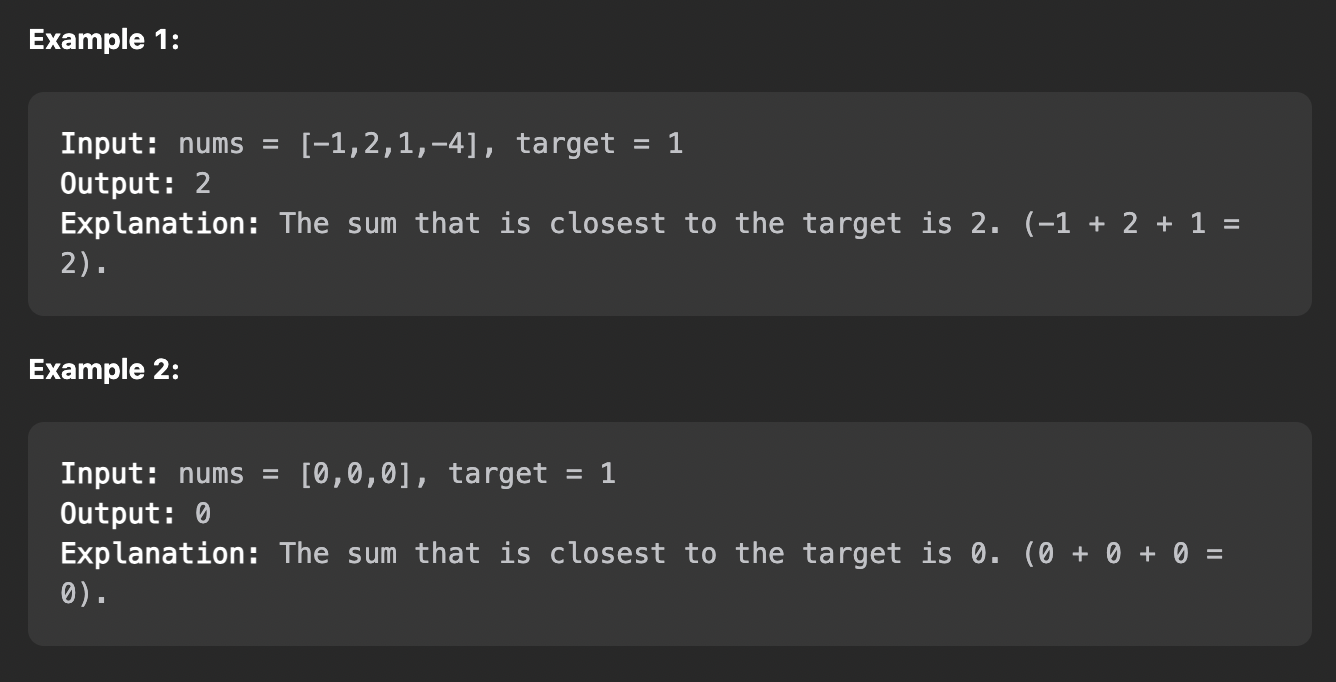 Example 1:
Input: nums = [-1,2,1,-4], target = 1
Output: 2
Explanation: The sum that is closest to the target is 2. (-1 + 2 + 1 =
2).
Example 2:
Input: nums = [0,0,0], target = 1
Output: 0
Explanation: The sum that is closest to the target is 0. (0 + 0 + 0 =
0).